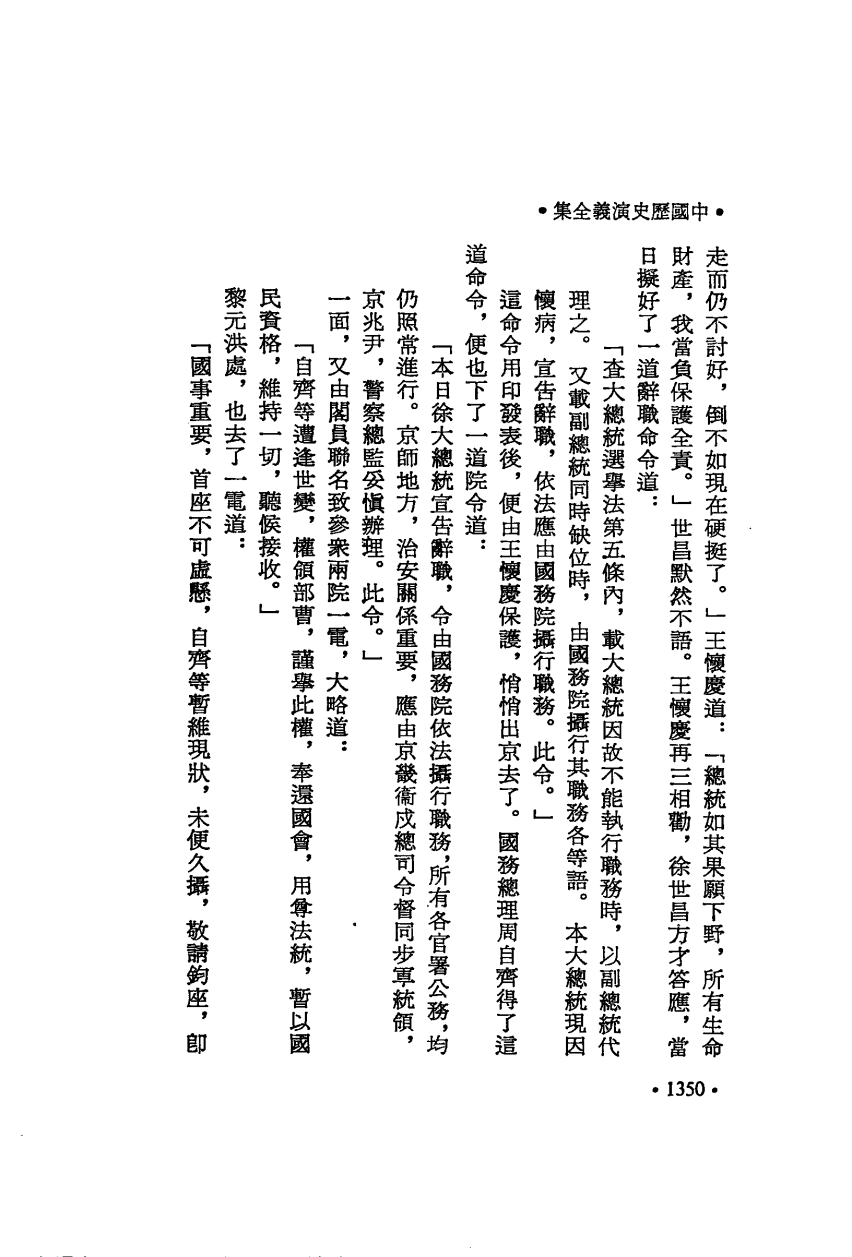 •中國歷史演義全集•
走而仍不討好，倒不如現在硬挺了。」王懷慶道：「總統如其果願下野，所有生命
財產，我當負保護全責。」世昌默然不語。王懷慶再三相勸，徐世昌方才答應，當
日擬好了一道辭職命令道：
「查大總統選舉法第五條內，載大總統因故不能執行職務時，以副總統代
理之。又載副總統同時缺位時，由國務院攝行其職務各等語。本大總統現因
懷病，宣告辭職，依法應由國務院攝行職務。此令。」
這命令用印發表後，便由王懷慶保護，悄悄出京去了。國務總理周自齊得了這
道命令，便也下了一道院令道：
「本日徐大總統宣告辭職，令由國務院依法攝行職務，所有各官署公務，均
仍照常進行。京師地方，治安關係重要，應由京畿衞戍總司令督同步軍統領，
京兆尹，警察總監妥慎辦理。此令。」
一面，又由閣員聯名致參衆兩院一電，大略道：
「自齊等遭逢世變，權領部曹，謹舉此權，奉還國會，用尊法統，暫以國
民資格，維持一切，聽候接收。」
黎元洪處，也去了一電道：
「國事重要，首座不可虛懸，自齊等暫維現狀，未便久攝，敬請鈞座，卽
•1350•